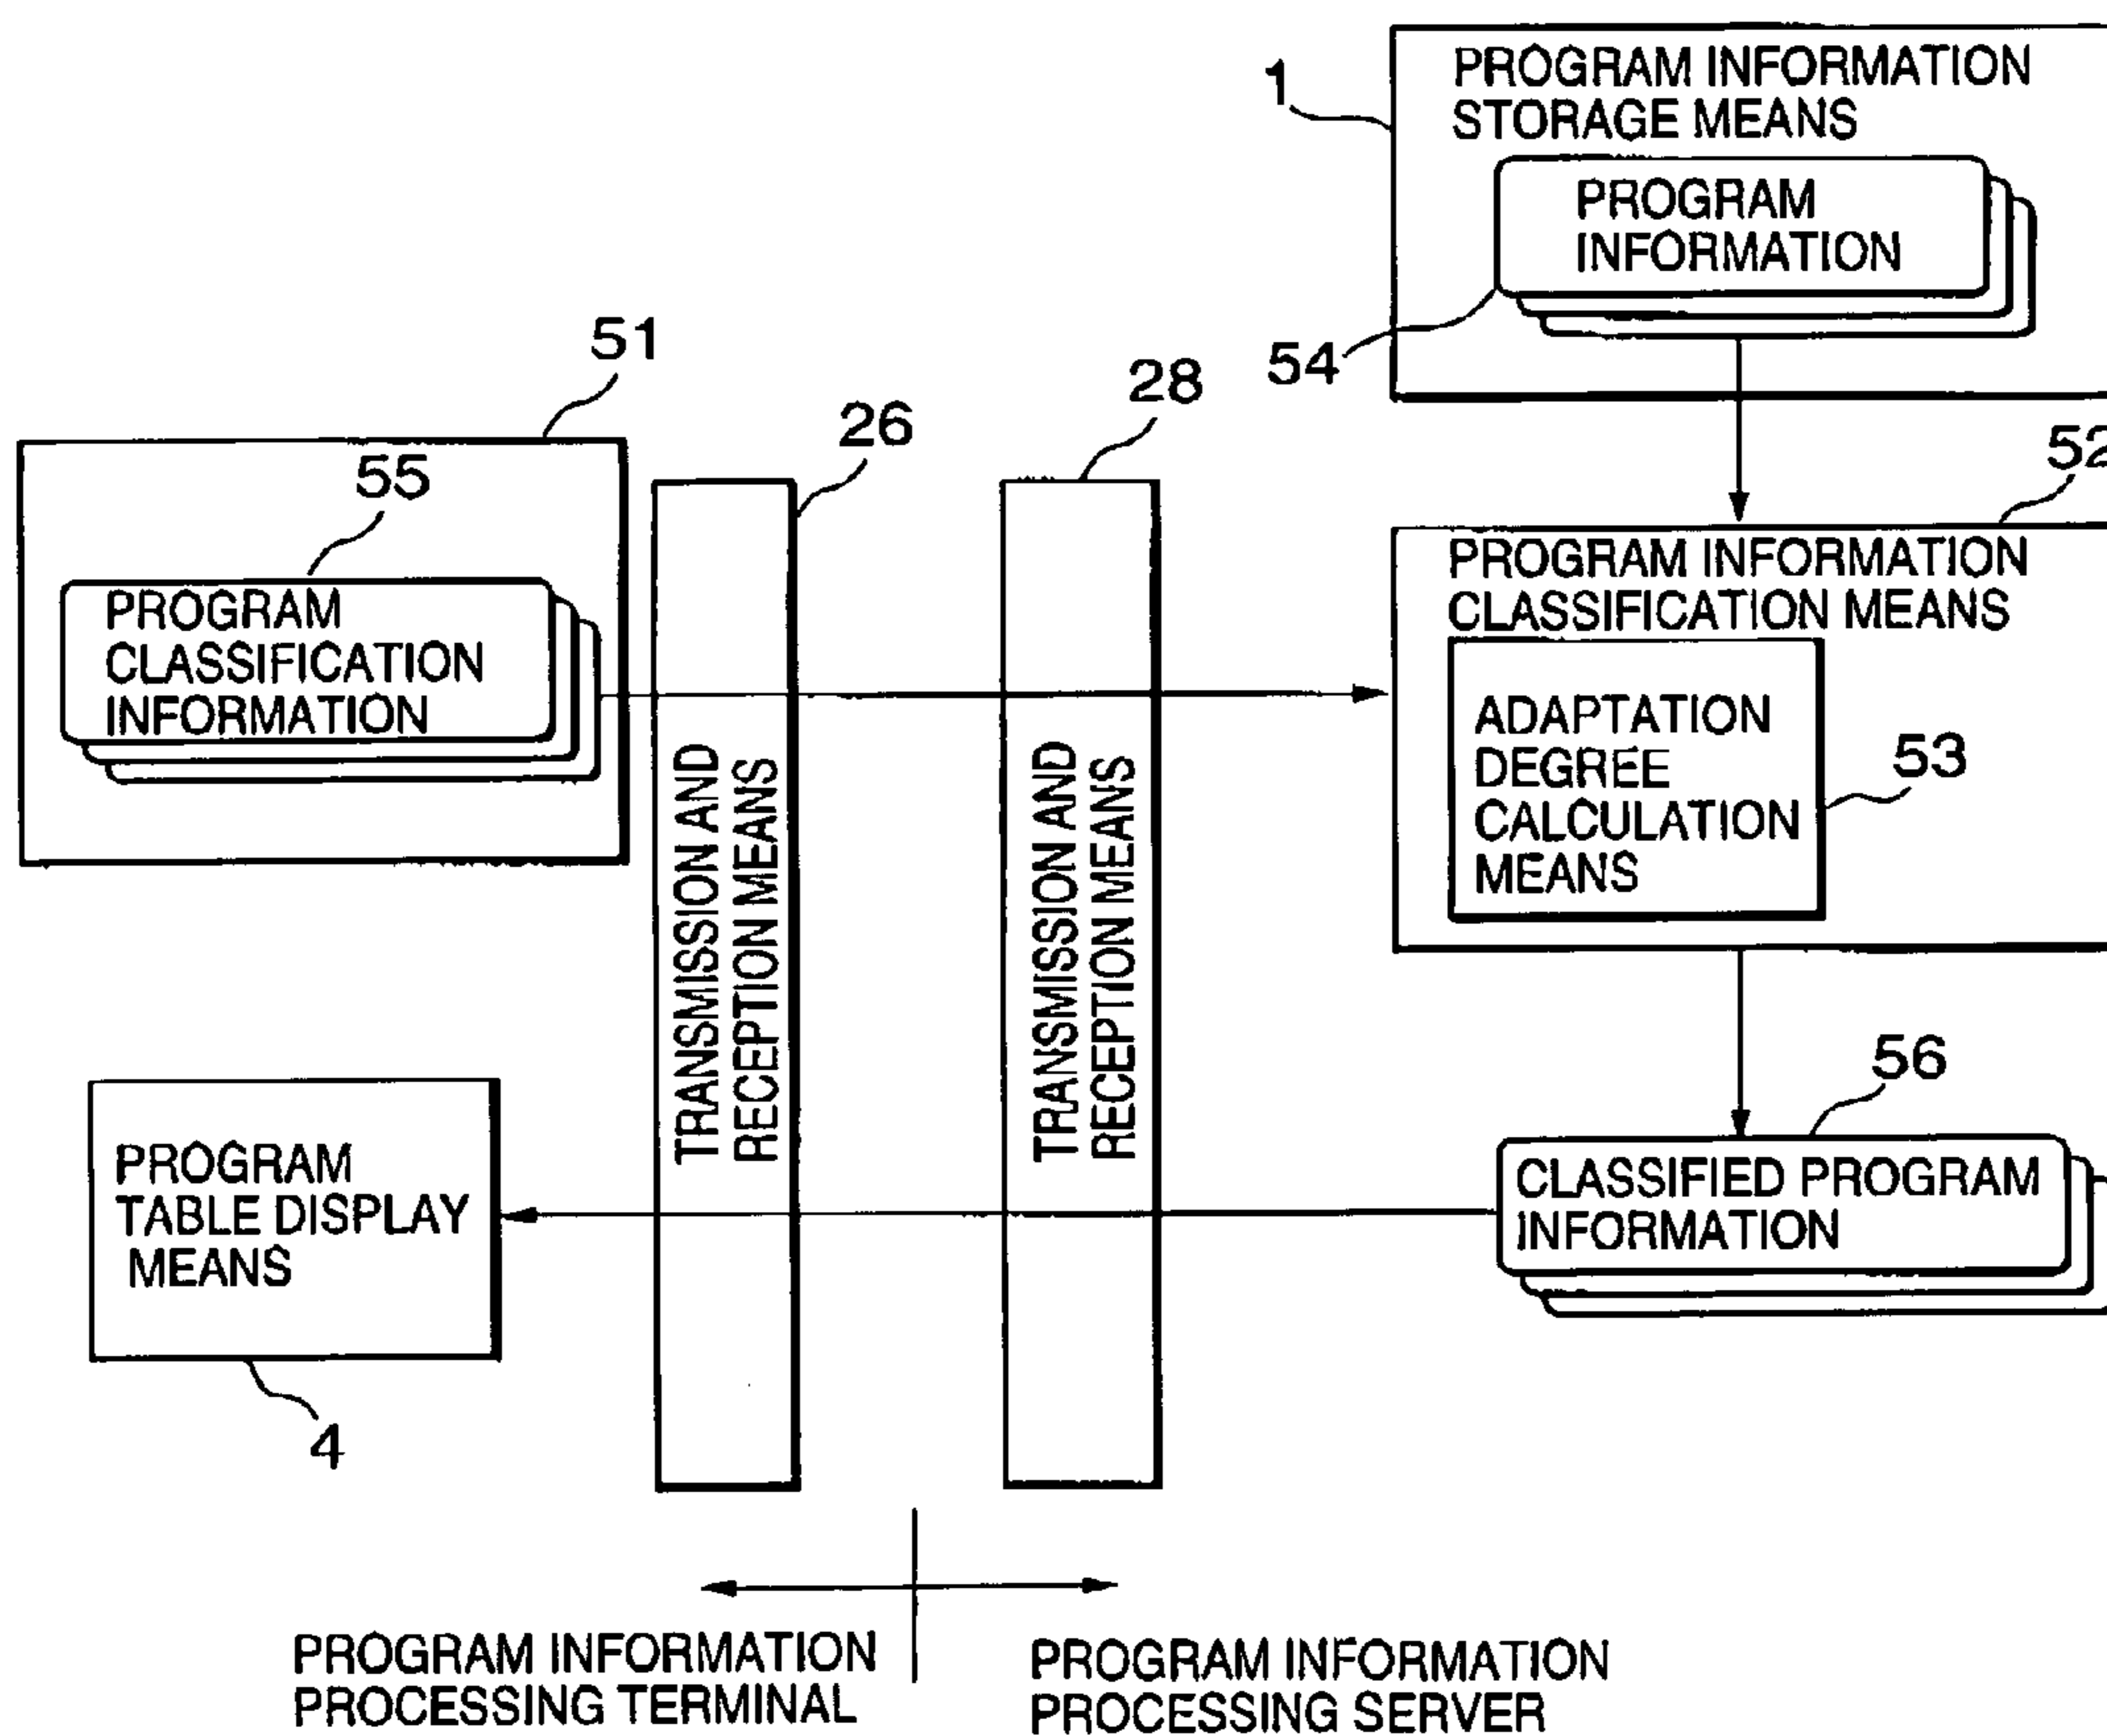 1
PROGRAM INFORMATION
STORAGE MEANS
PROGRAM
INFORMATION
54
51
55
PROGRAM
CLASSIFICATION
INFORMATION
26
TRANSMISSION AND
RECEPTION MEANS
28
TRANSMISSION AND
RECEPTION MEANS
52
PROGRAM INFORMATION
CLASSIFICATION MEANS
ADAPTATION
DEGREE
CALCULATION
MEANS
53
56
CLASSIFIED PROGRAM
INFORMATION
PROGRAM
TABLE DISPLAY
MEANS
4
PROGRAM INFORMATION
PROCESSING TERMINAL
PROGRAM INFORMATION
PROCESSING SERVER